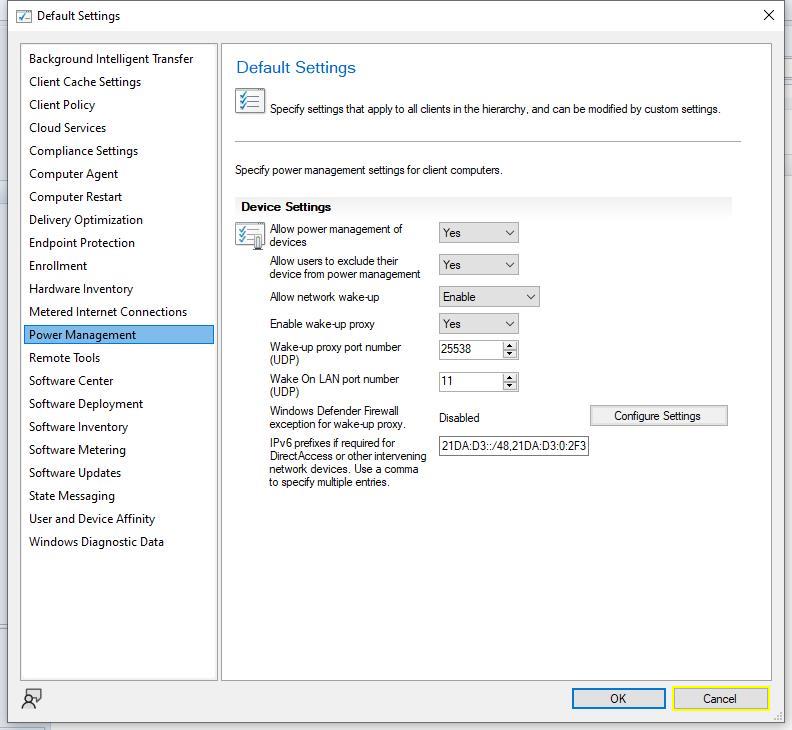 Default Settings
Background Intelligent Transfer
Client Cache Settings
Client Policy
Cloud Services
Compliance Settings
Computer Agent
Computer Restart
Delivery Optimization
Endpoint Protection
Enrollment
Hardware Inventory
Metered Internet Connections
Power Management
Remote Tools
Software Center
Software Deployment
Software Inventory
Software Metering
Software Updates
State Messaging
User and Device Affinity
Windows Diagnostic Data
Default Settings
Specify settings that apply to all clients in the hierarchy, and can be modified by custom settings.
Specify power management settings for client computers.
Device Settings
Allow power management of
devices
Yes
Allow users to exclude their
device from power management
Yes
Allow network wake-up
Enable
Enable wake-up proxy
Yes
Wake-up proxy port number
(UDP)
25538
Wake On LAN port number
(UDP)
11
Windows Defender Firewall
exception for wake-up proxy.
Disabled
Configure Settings
IPv6 prefixes if required for
DirectAccess or other intervening
network devices. Use a comma
to specify multiple entries.
21DA:D3::/48,21DA:D3:0:2F3
OK
Cancel